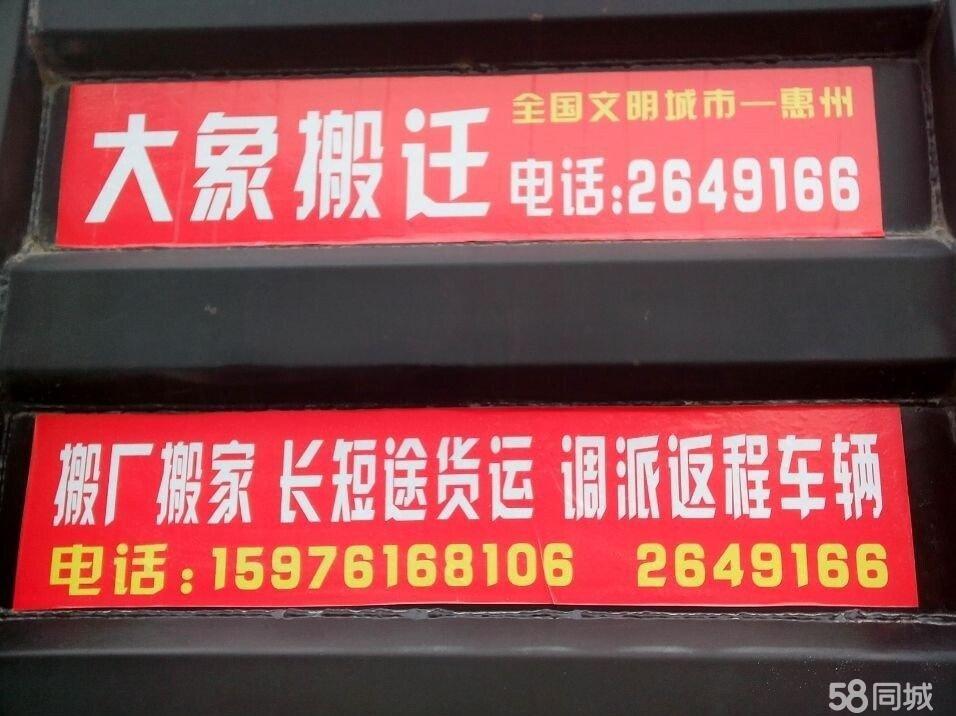 大象搬迁
全国文明城市—惠州
电话:2649166
搬厂搬家 长短途货运 调派返程车辆
电话:15976168106 2649166
58同城